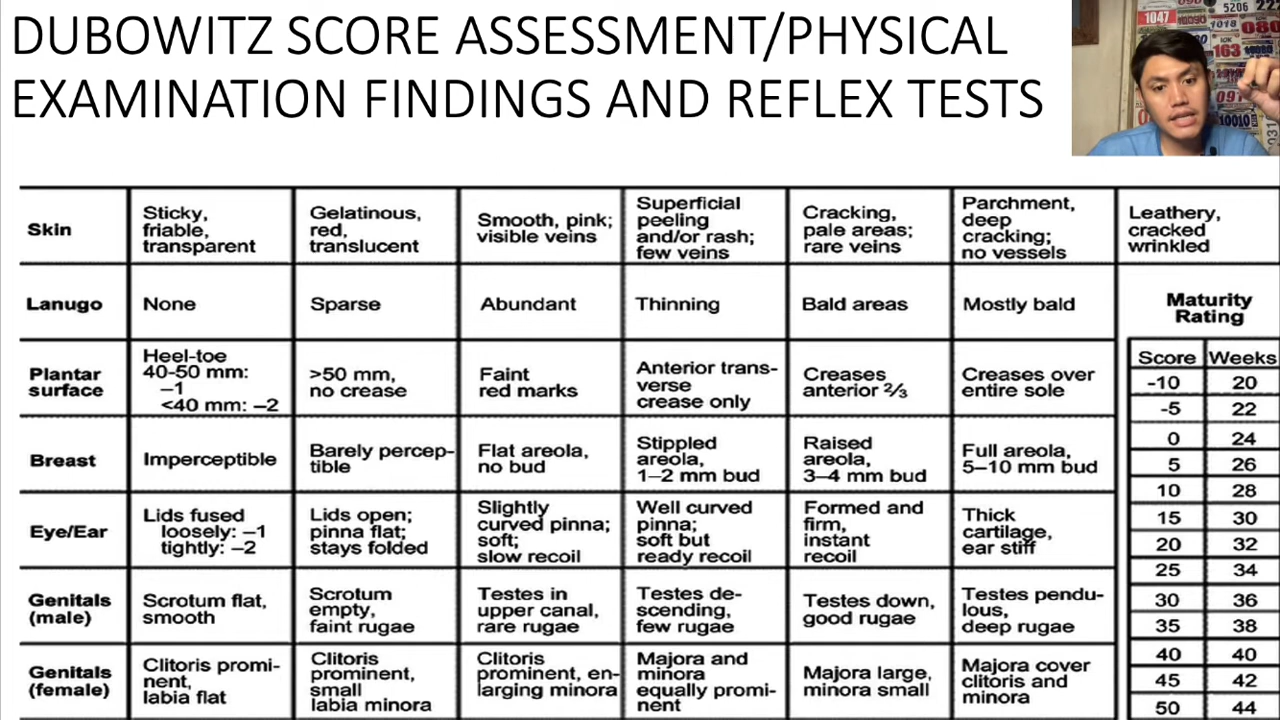 DUBOWITZ SCORE ASSESSMENT/PHYSICAL
EXAMINATION FINDINGS AND REFLEX TESTS
1047
10090
1018
5206
222
080
163
10010
Skin
Sticky,
friable,
transparent
Gelatinous,
red,
translucent
Smooth, pink;
visible veins
Superficial
peeling
and/or rash;
few veins
Cracking,
pale areas;
rare veins
Parchment,
deep
cracking;
no vessels
Leathery,
cracked
wrinkled
Lanugo
None
Sparse
Abundant
Thinning
Bald areas
Mostly bald
Plantar
surface
Heel-toe
40-50 mm:
–1
<40 mm: –2
>50 mm,
no crease
Faint
red marks
Anterior trans-
verse
crease only
Creases
anterior ⅔
Creases over
entire sole
Breast
Imperceptible
Barely percep-
tible
Flat areola,
no bud
Stippled
areola,
1–2 mm bud
Raised
areola,
3–4 mm bud
Full areola,
5–10 mm bud
Eye/Ear
Lids fused
loosely: –1
tightly: –2
Lids open;
pinna flat;
stays folded
Slightly
curved pinna;
soft;
slow recoil
Well curved
pinna;
soft but
ready recoil
Formed and
firm,
instant
recoil
Thick
cartilage,
ear stiff
Genitals
(male)
Scrotum flat,
smooth
Scrotum
empty,
faint rugae
Testes in
upper canal,
rare rugae
Testes de-
scending,
few rugae
Testes down,
good rugae
Testes pendu-
lous,
deep rugae
Genitals
(female)
Clitoris promi-
nent,
labia flat
Clitoris
prominent,
small
labia minora
Clitoris
prominent, en-
larging minora
Majora and
minora
equally promi-
nent
Majora large,
minora small
Majora cover
clitoris and
minora
Maturity
Rating
Score Weeks
-10 20
-5 22
0 24
5 26
10 28
15 30
20 32
25 34
30 36
35 38
40 40
45 42
50 44